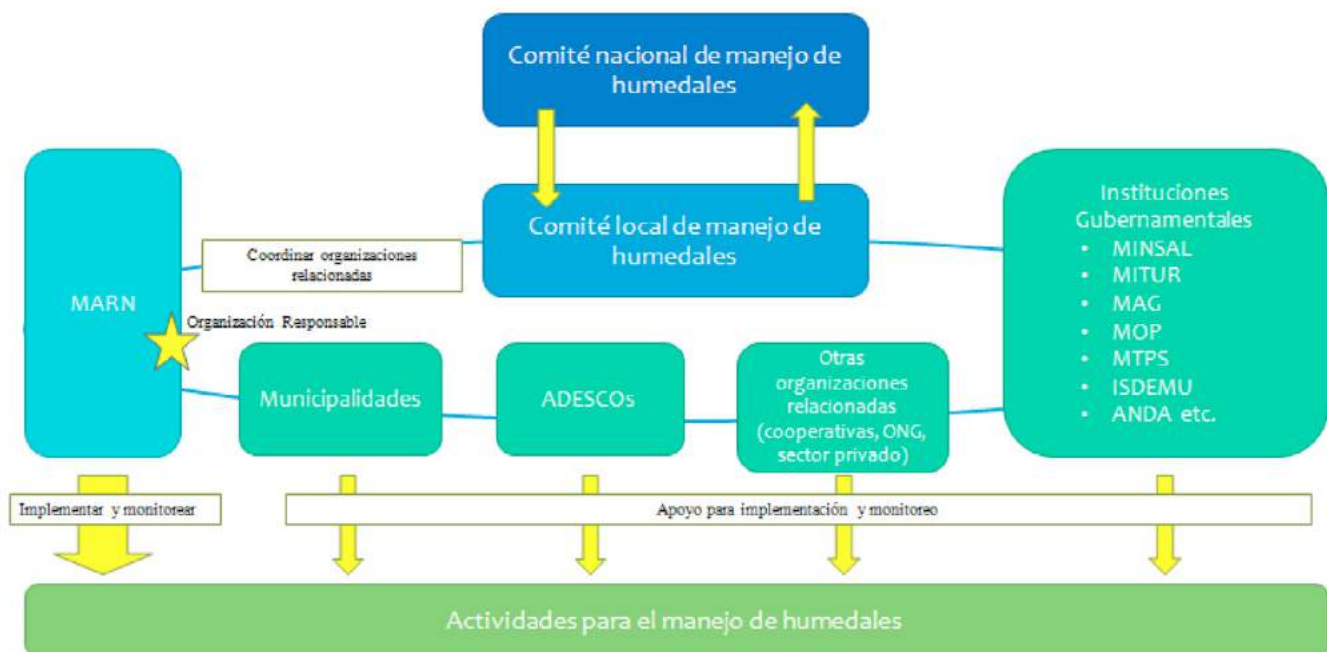 Comité nacional de manejo de
humedales
Comité local de manejo de
humedales
MARN
Coordinar organizaciones
relacionadas
Organización Responsable
Municipalidades
ADESCOs
Otras
organizaciones
relacionadas
(cooperativas, ONG,
sector privado)
Instituciones
Gubernamentales
• MINSAL
• MITUR
• MAG
• MOP
• MTPS
• ISDEMU
• ANDA etc.
Implementar y monitorear
Apoyo para implementación y monitoreo
Actividades para el manejo de humedales